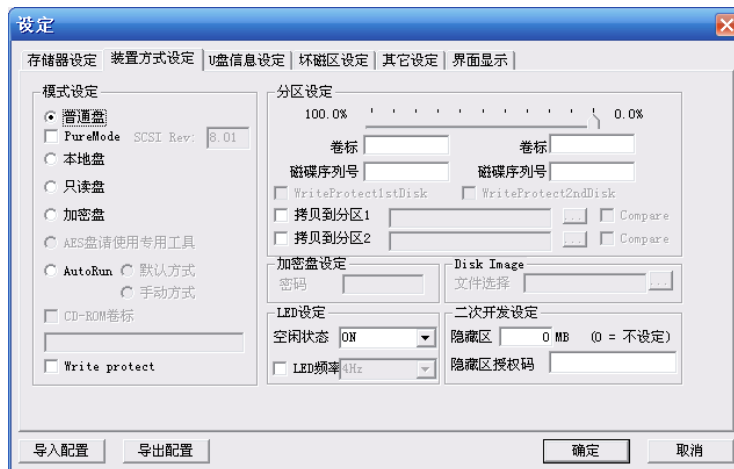 设定
存储器设定 装置方式设定 U盘信息设定 坏磁区设定 其它设定 界面显示
模式设定
普通盘
PureMode SCSI Rev: 8.01
本地盘
只读盘
加密盘
AES盘请使用专用工具
AutoRun 默认方式
手动方式
CD-ROM卷标
Write protect
分区设定
100.0% 0.0%
卷标 卷标
磁碟序列号 磁碟序列号
WriteProtect1stDisk WriteProtect2ndDisk
拷贝到分区1 ... Compare
拷贝到分区2 ... Compare
加密盘设定
密码
Disk Image
文件选择 ...
LED设定
空闲状态 ON
LED频率 4Hz
二次开发设定
隐藏区 0 MB (0 = 不设定)
隐藏区授权码
导入配置 导出配置 确定 取消